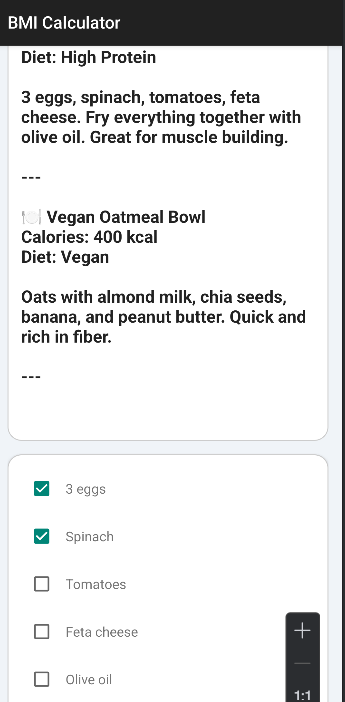 BMI Calculator
Diet: High Protein
3 eggs, spinach, tomatoes, feta
cheese. Fry everything together with
olive oil. Great for muscle building.
---
🍽️ Vegan Oatmeal Bowl
Calories: 400 kcal
Diet: Vegan
Oats with almond milk, chia seeds,
banana, and peanut butter. Quick and
rich in fiber.
---
3 eggs
Spinach
Tomatoes
Feta cheese
Olive oil
1:1